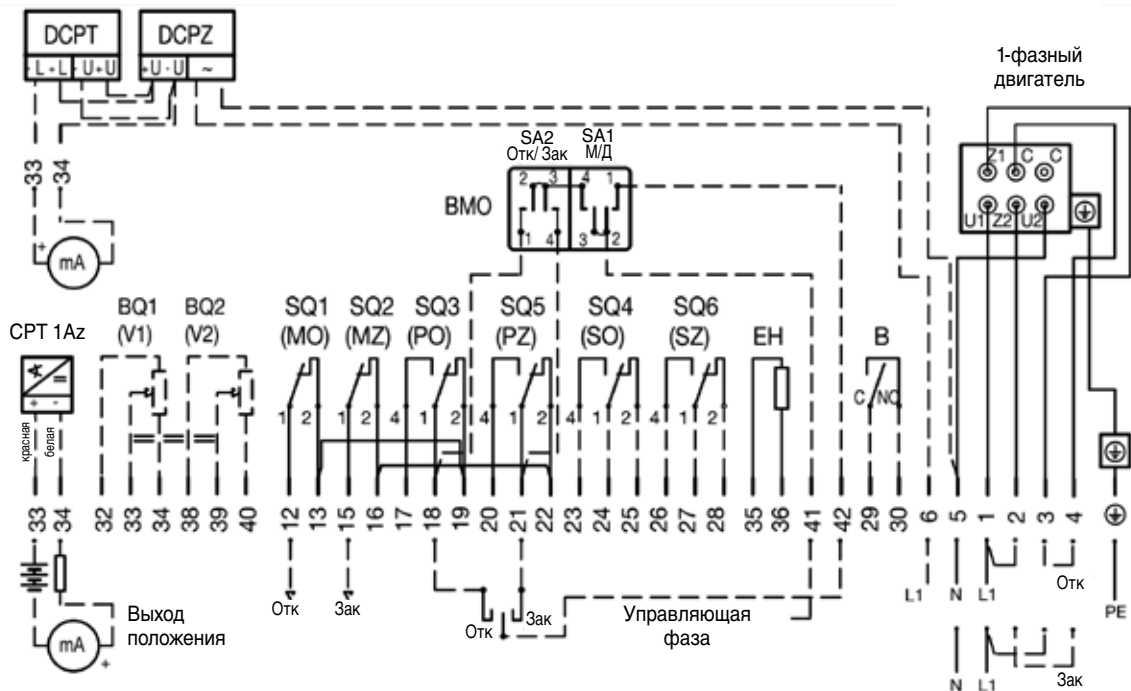 DCPT DCPZ
- L + L - U + U + U - U ~
1-фазный
двигатель
33 34
+ mA
SA2 SA1
Отк/ Зак М/Д
2 3 4 1
BMO
1 4 3 2
Z1 C C
U1 Z2 U2
CPT 1Az
A
+ -
красная белая
BQ1 BQ2
(V1) (V2)
SQ1 SQ2 SQ3 SQ5 SQ4 SQ6
(MO) (MZ) (PO) (PZ) (SO) (SZ)
EH B
C NC
1 2 1 2 4 1 2 4 1 2 4 1 2 4 1 2
33 34 32 33 34 38 39 40 12 13 15 16 17 18 19 20 21 22 23 24 25 26 27 28 35 36 41 42 29 30 6 5 1 2 3 4
Отк Зак
Отк Зак
Управляющая
фаза
Выход
положения
mA +
L1 N L1 Отк PE
N L1 Зак